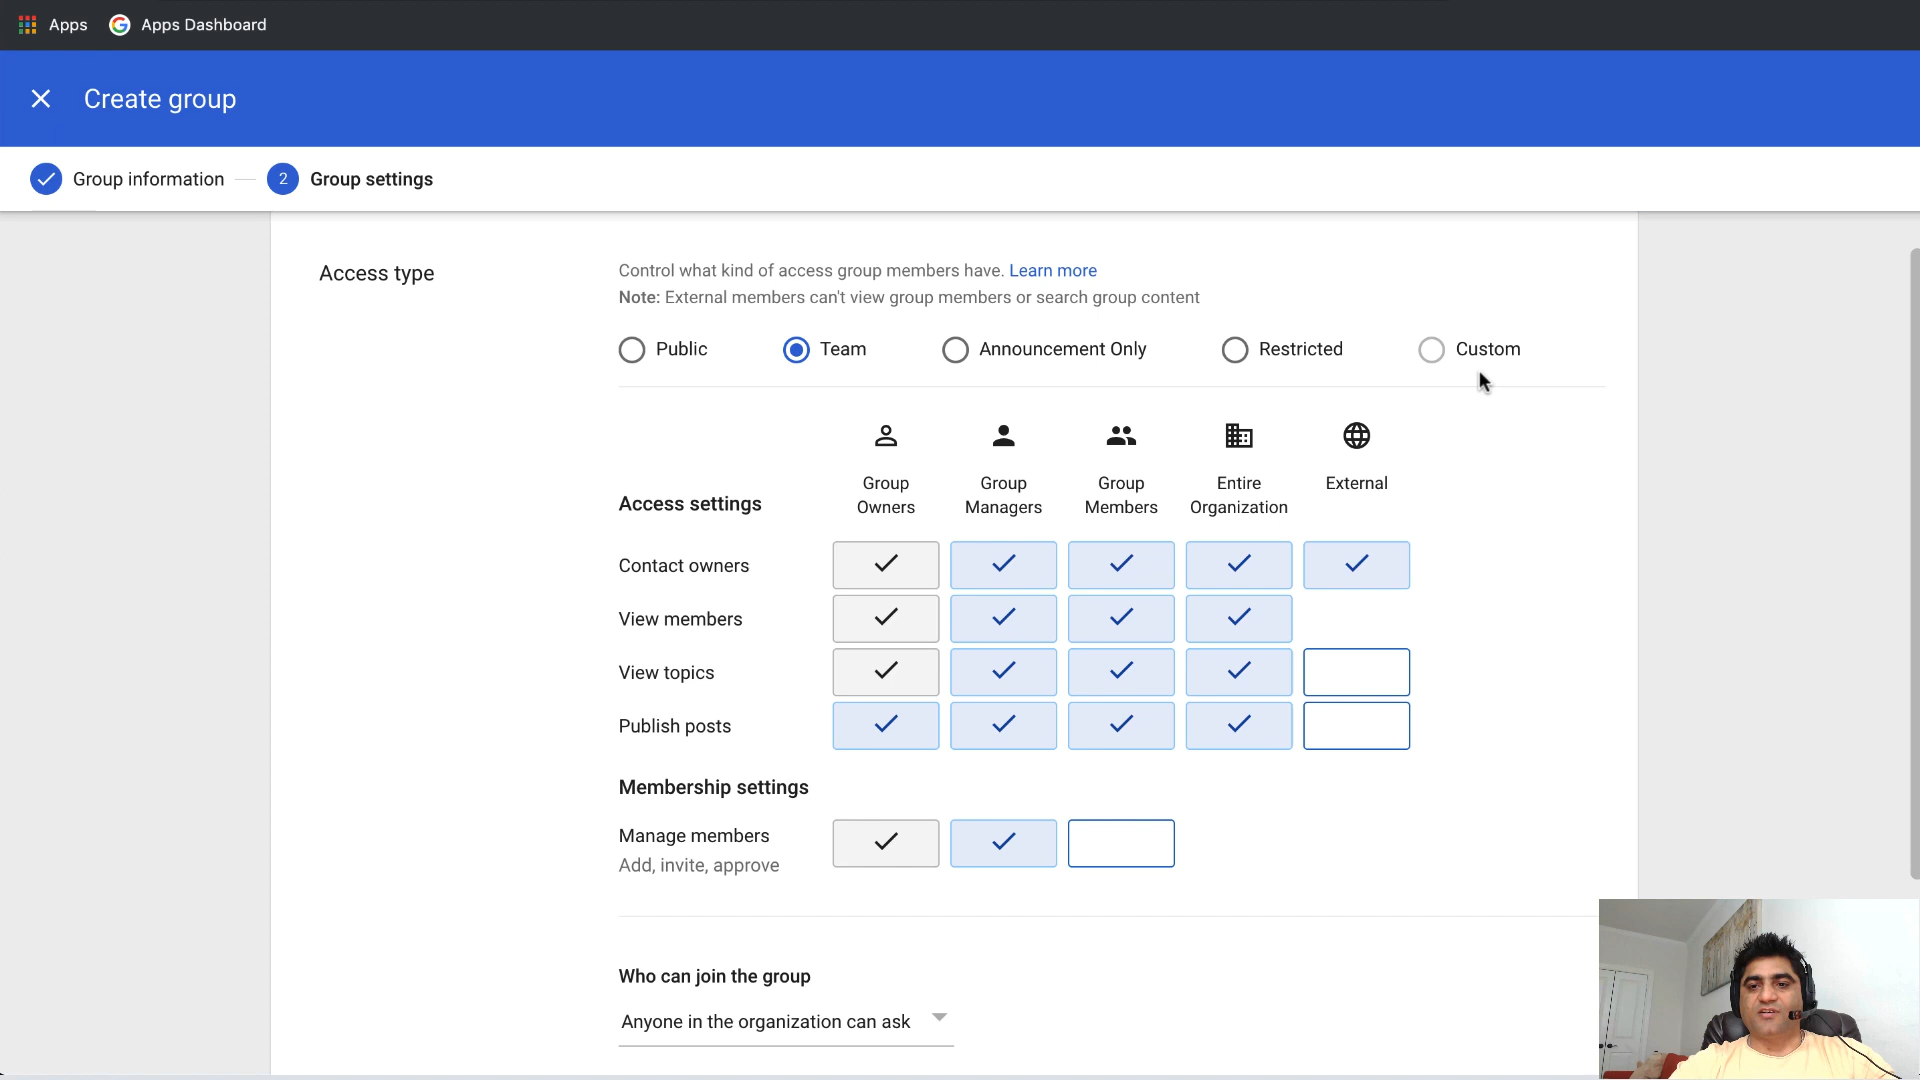 Apps
Apps Dashboard
Create group
Group information
2
Group settings
Access type
Control what kind of access group members have. Learn more
Note: External members can't view group members or search group content
Public
Team
Announcement Only
Restricted
Custom
Access settings
Group Owners
Group Managers
Group Members
Entire Organization
External
Contact owners
View members
View topics
Publish posts
Membership settings
Manage members
Add, invite, approve
Who can join the group
Anyone in the organization can ask